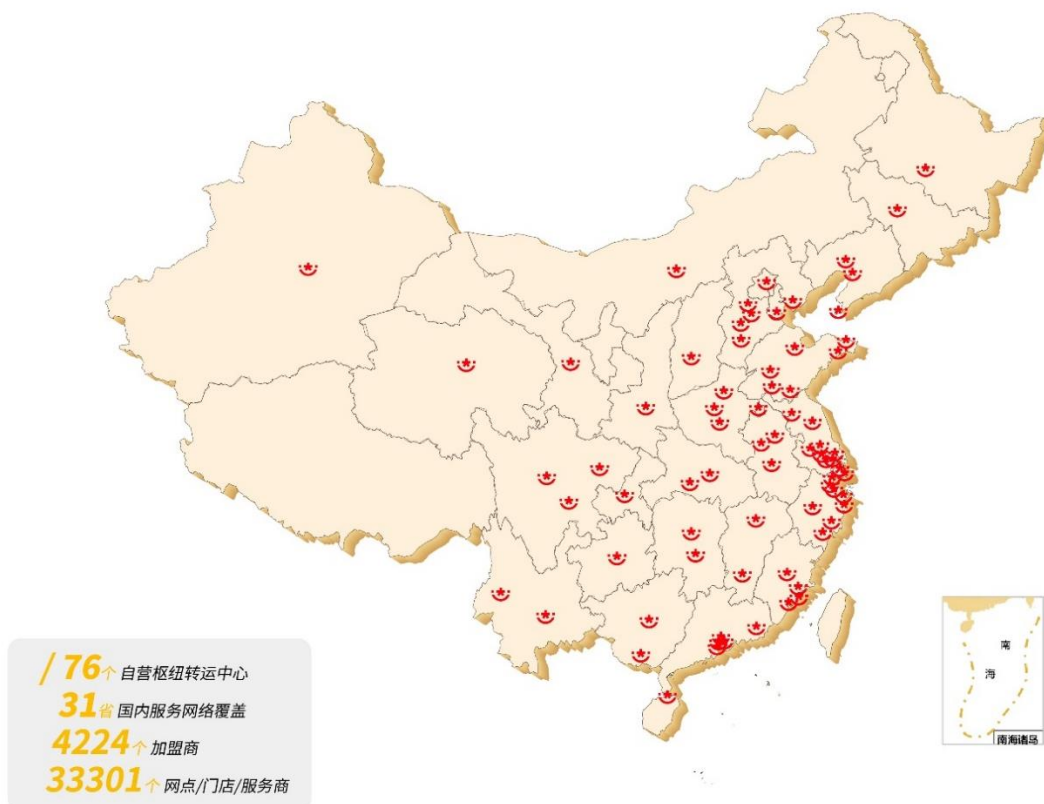 / 76个 自营枢纽转运中心
31省 国内服务网络覆盖
4224个 加盟商
33301个 网点/门店/服务商
南
海
南海诸岛